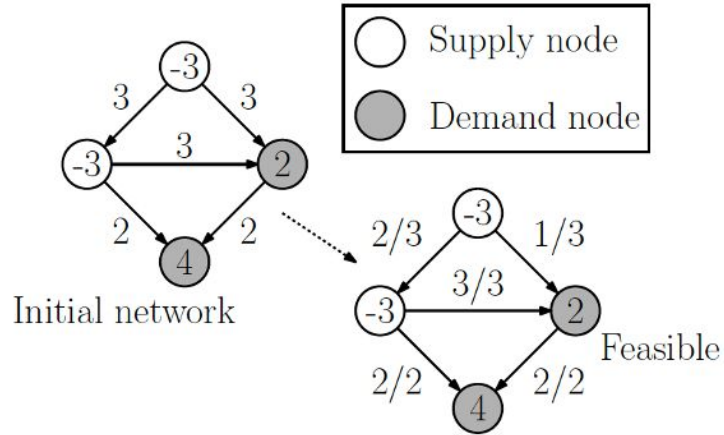 Supply node
Demand node
-3
3 3
-3 3 2
2 2
4
Initial network
-3
2/3 1/3
-3 3/3 2
Feasible
2/2 2/2
4